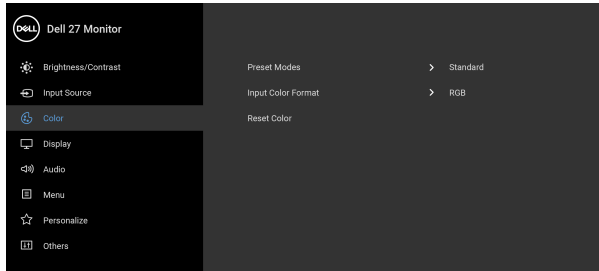 DELL Dell 27 Monitor
Brightness/Contrast Preset Modes Standard
Input Source Input Color Format RGB
Color Reset Color
Display
Audio
Menu
Personalize
Others